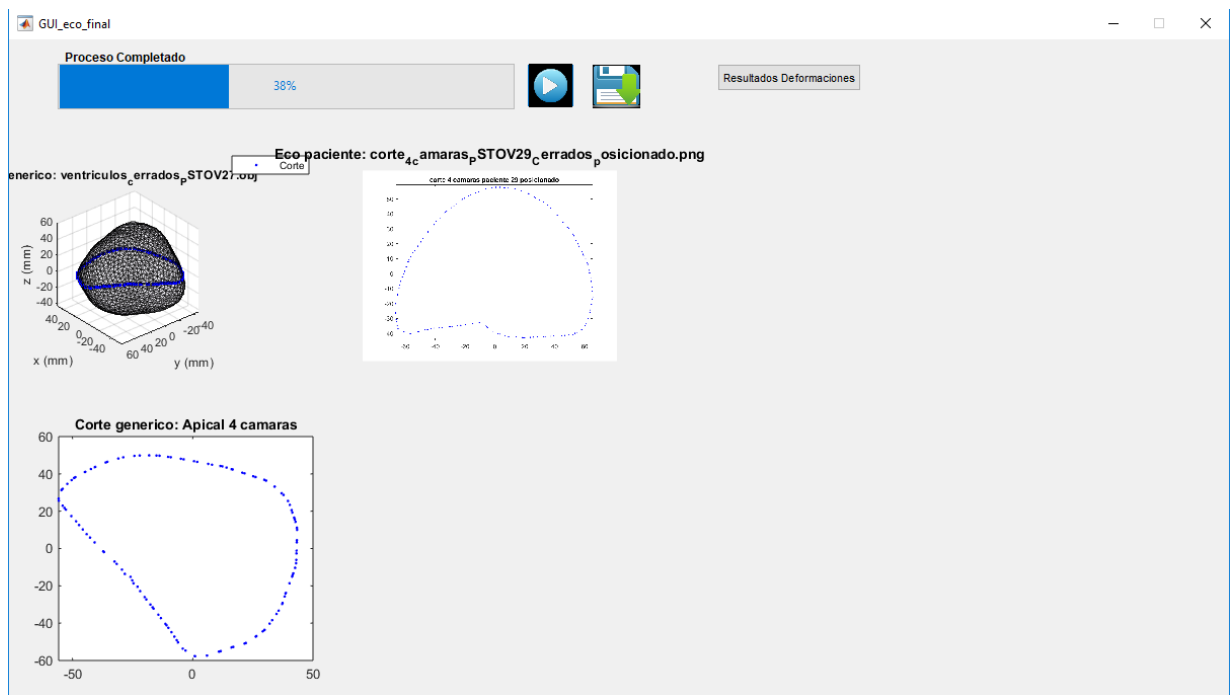 GUI_eco_final
Proceso Completado
38%
Resultados Deformaciones
Eco paciente: corte_4camaras_PSTOV29_Cerrados_posicionado.png
Corte
enerico: ventriculos_cerrados_PSTOV27.obj
corte 4 camaras paciente 29 posicionado
60
40
20
0
-20
-40
z (mm)
40
20
0
-20
-40
x (mm)
60
40
20
0
-20
-40
y (mm)
Corte generico: Apical 4 camaras
60
40
20
0
-20
-40
-60
-50
0
50